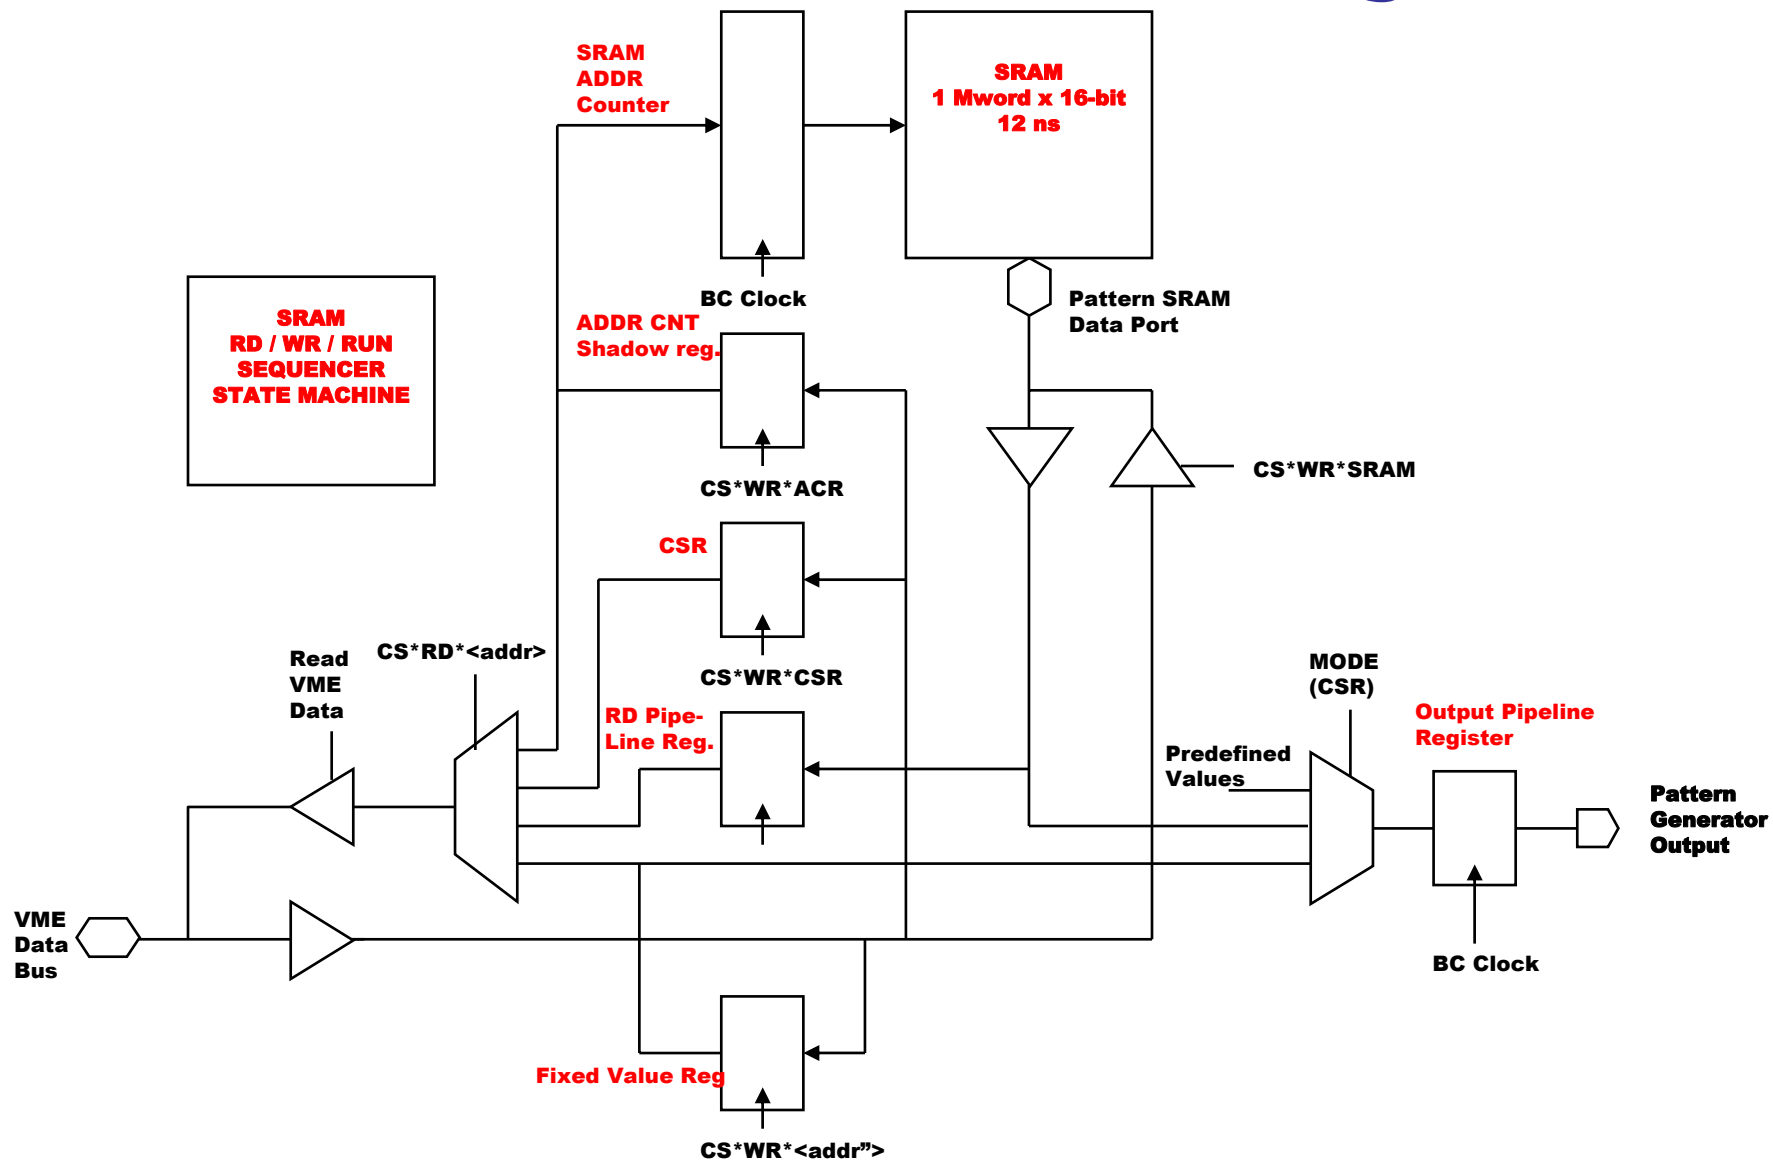 SRAM
ADDR
Counter
SRAM
1 Mword x 16-bit
12 ns
BC Clock
Pattern SRAM
Data Port
SRAM
RD / WR / RUN
SEQUENCER
STATE MACHINE
ADDR CNT
Shadow reg.
CS*WR*ACR
CS*WR*SRAM
CSR
CS*WR*CSR
Read
VME
Data
CS*RD*<addr>
RD Pipe-
Line Reg.
MODE
(CSR)
Output Pipeline
Register
Predefined
Values
Pattern
Generator
Output
VME
Data
Bus
BC Clock
Fixed Value Reg
CS*WR*<addr”>